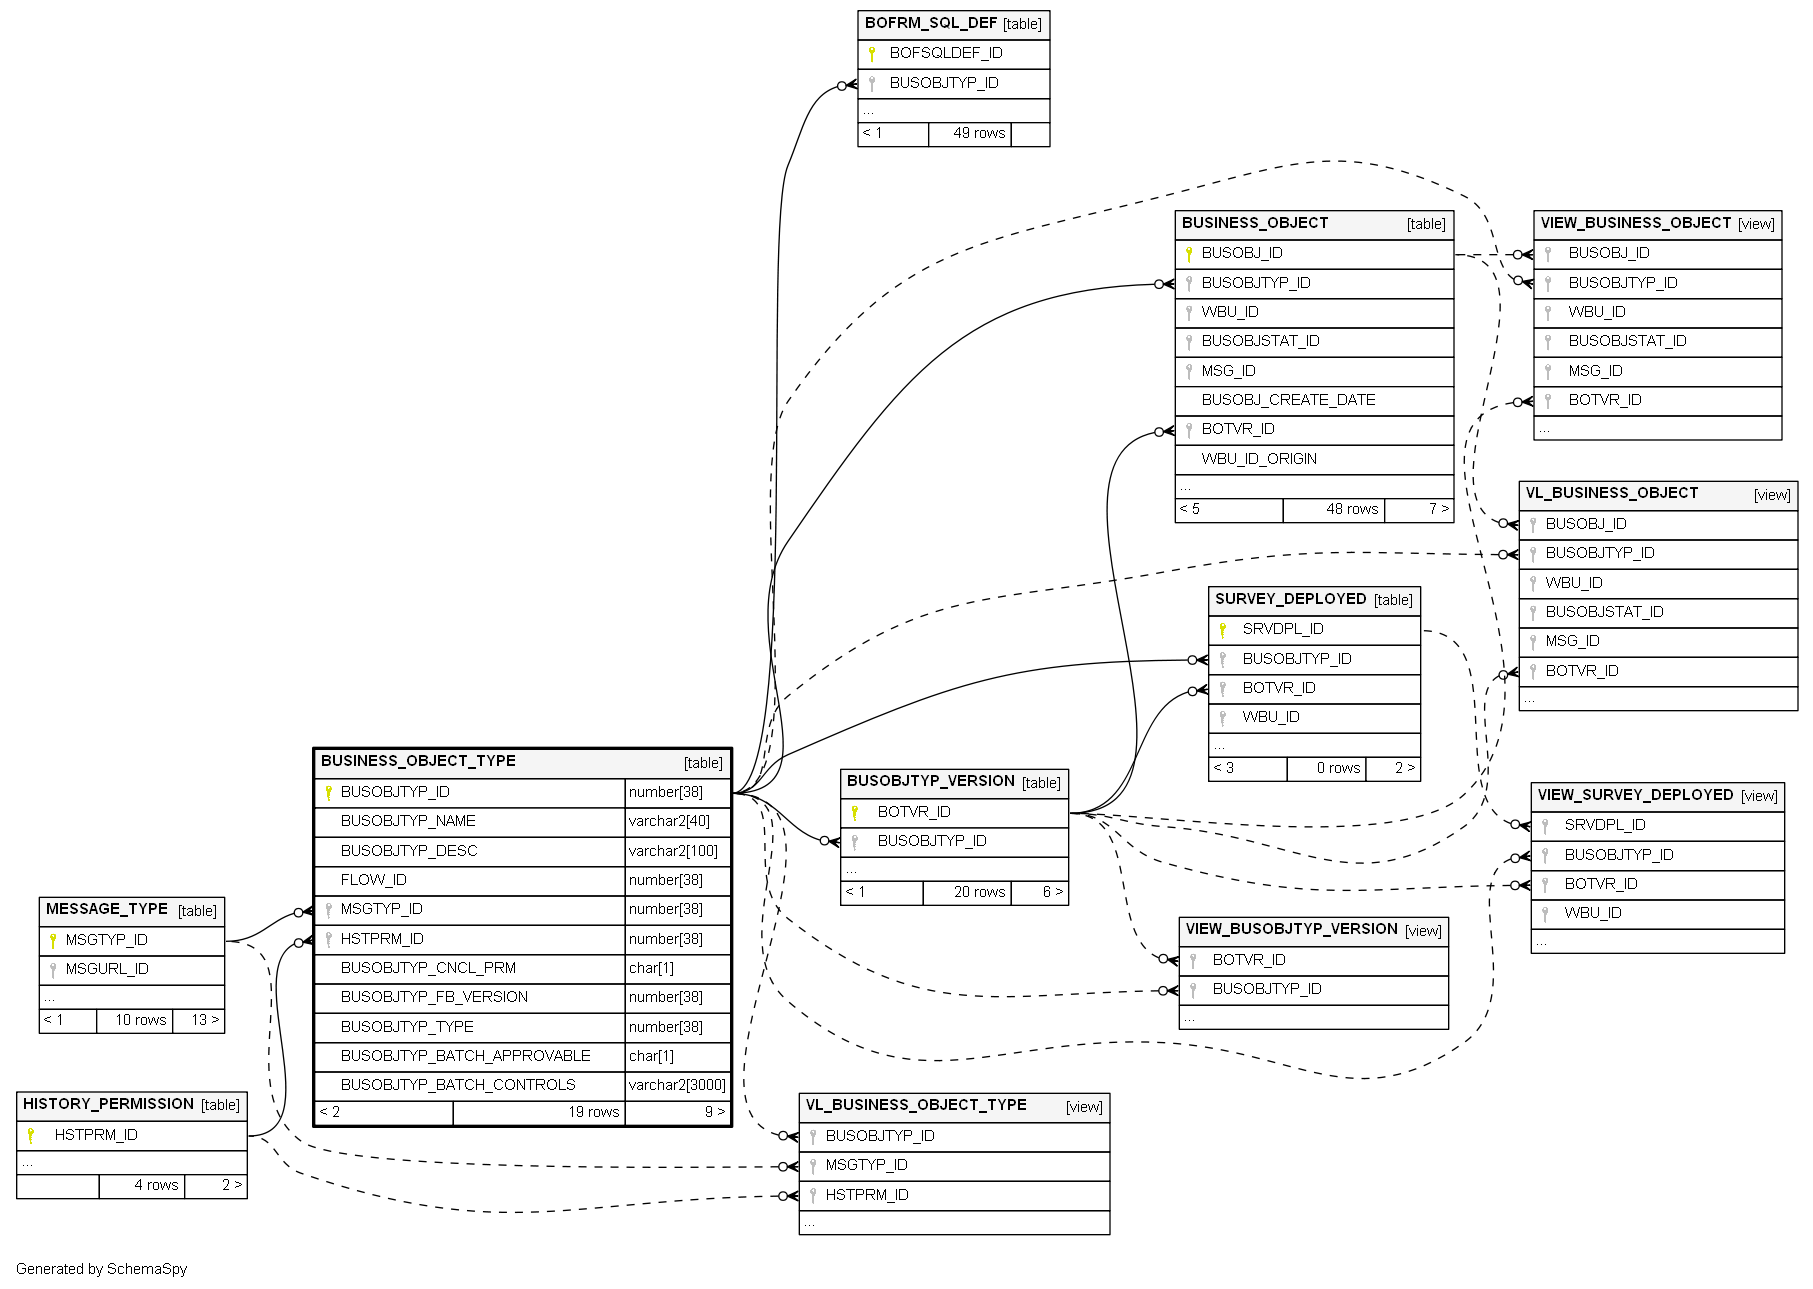 BOFRM_SQL_DEF [table]
BOFSQLDEF_ID
BUSOBJTYP_ID
...
< 1 49 rows
BUSINESS_OBJECT [table]
BUSOBJ_ID
BUSOBJTYP_ID
WBU_ID
BUSOBJSTAT_ID
MSG_ID
BUSOBJ_CREATE_DATE
BOTVR_ID
WBU_ID_ORIGIN
...
< 5 48 rows 7 >
VIEW_BUSINESS_OBJECT [view]
BUSOBJ_ID
BUSOBJTYP_ID
WBU_ID
BUSOBJSTAT_ID
MSG_ID
BOTVR_ID
...
VL_BUSINESS_OBJECT [view]
BUSOBJ_ID
BUSOBJTYP_ID
WBU_ID
BUSOBJSTAT_ID
MSG_ID
BOTVR_ID
...
SURVEY_DEPLOYED [table]
SRVDPL_ID
BUSOBJTYP_ID
BOTVR_ID
WBU_ID
...
< 3 0 rows 2 >
BUSINESS_OBJECT_TYPE [table]
BUSOBJTYP_ID number[38]
BUSOBJTYP_NAME varchar2[40]
BUSOBJTYP_DESC varchar2[100]
FLOW_ID number[38]
MSGTYP_ID number[38]
HSTPRM_ID number[38]
BUSOBJTYP_CNCL_PRM char[1]
BUSOBJTYP_FB_VERSION number[38]
BUSOBJTYP_TYPE number[38]
BUSOBJTYP_BATCH_APPROVABLE char[1]
BUSOBJTYP_BATCH_CONTROLS varchar2[3000]
< 2 19 rows 9 >
BUSOBJTYP_VERSION [table]
BOTVR_ID
BUSOBJTYP_ID
...
< 1 20 rows 6 >
VIEW_SURVEY_DEPLOYED [view]
SRVDPL_ID
BUSOBJTYP_ID
BOTVR_ID
WBU_ID
...
MESSAGE_TYPE [table]
MSGTYP_ID
MSGURL_ID
...
< 1 10 rows 13 >
VIEW_BUSOBJTYP_VERSION [view]
BOTVR_ID
BUSOBJTYP_ID
...
HISTORY_PERMISSION [table]
HSTPRM_ID
...
4 rows 2 >
VL_BUSINESS_OBJECT_TYPE [view]
BUSOBJTYP_ID
MSGTYP_ID
HSTPRM_ID
...
Generated by SchemaSpy